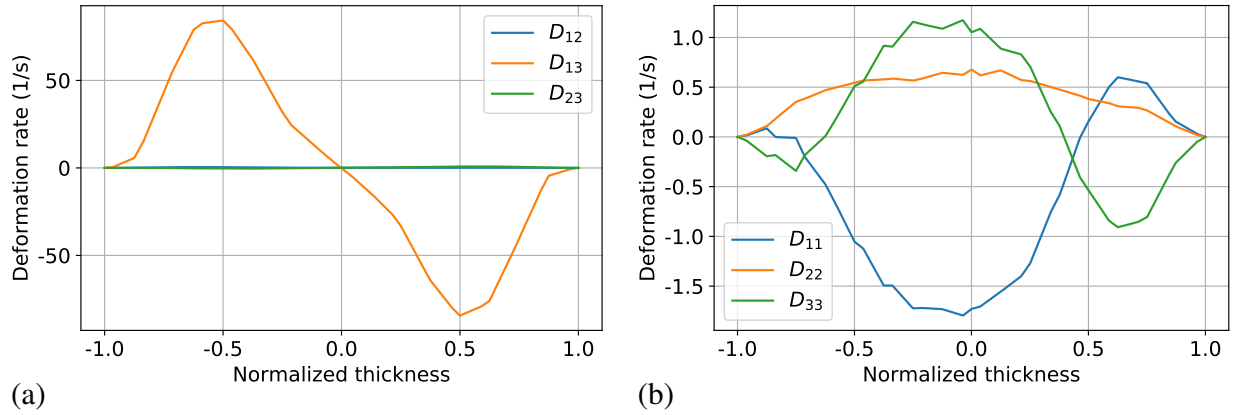 Deformation rate (1/s)
50
0
-50
-1.0
-0.5
0.0
0.5
1.0
Normalized thickness
D12
D13
D23
(a)
Deformation rate (1/s)
1.0
0.5
0.0
-0.5
-1.0
-1.5
-1.0
-0.5
0.0
0.5
1.0
Normalized thickness
D11
D22
D33
(b)